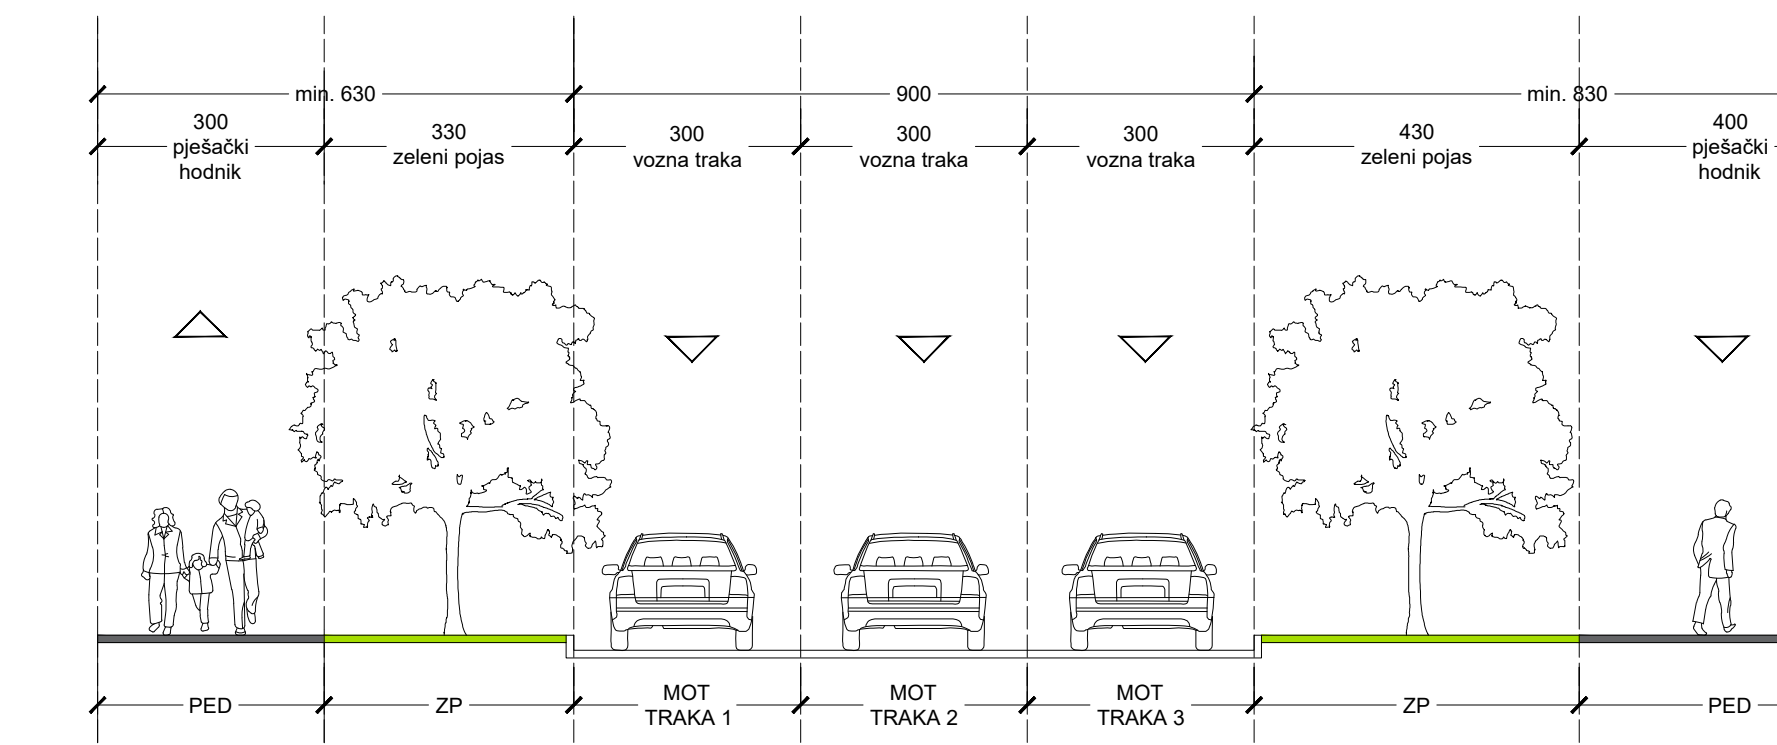 min. 630
900
min. 830
300
pješački
hodnik
330
zeleni pojas
300
vozna traka
300
vozna traka
300
vozna traka
430
zeleni pojas
400
pješački
hodnik
PED
ZP
MOT
TRAKA 1
MOT
TRAKA 2
MOT
TRAKA 3
ZP
PED